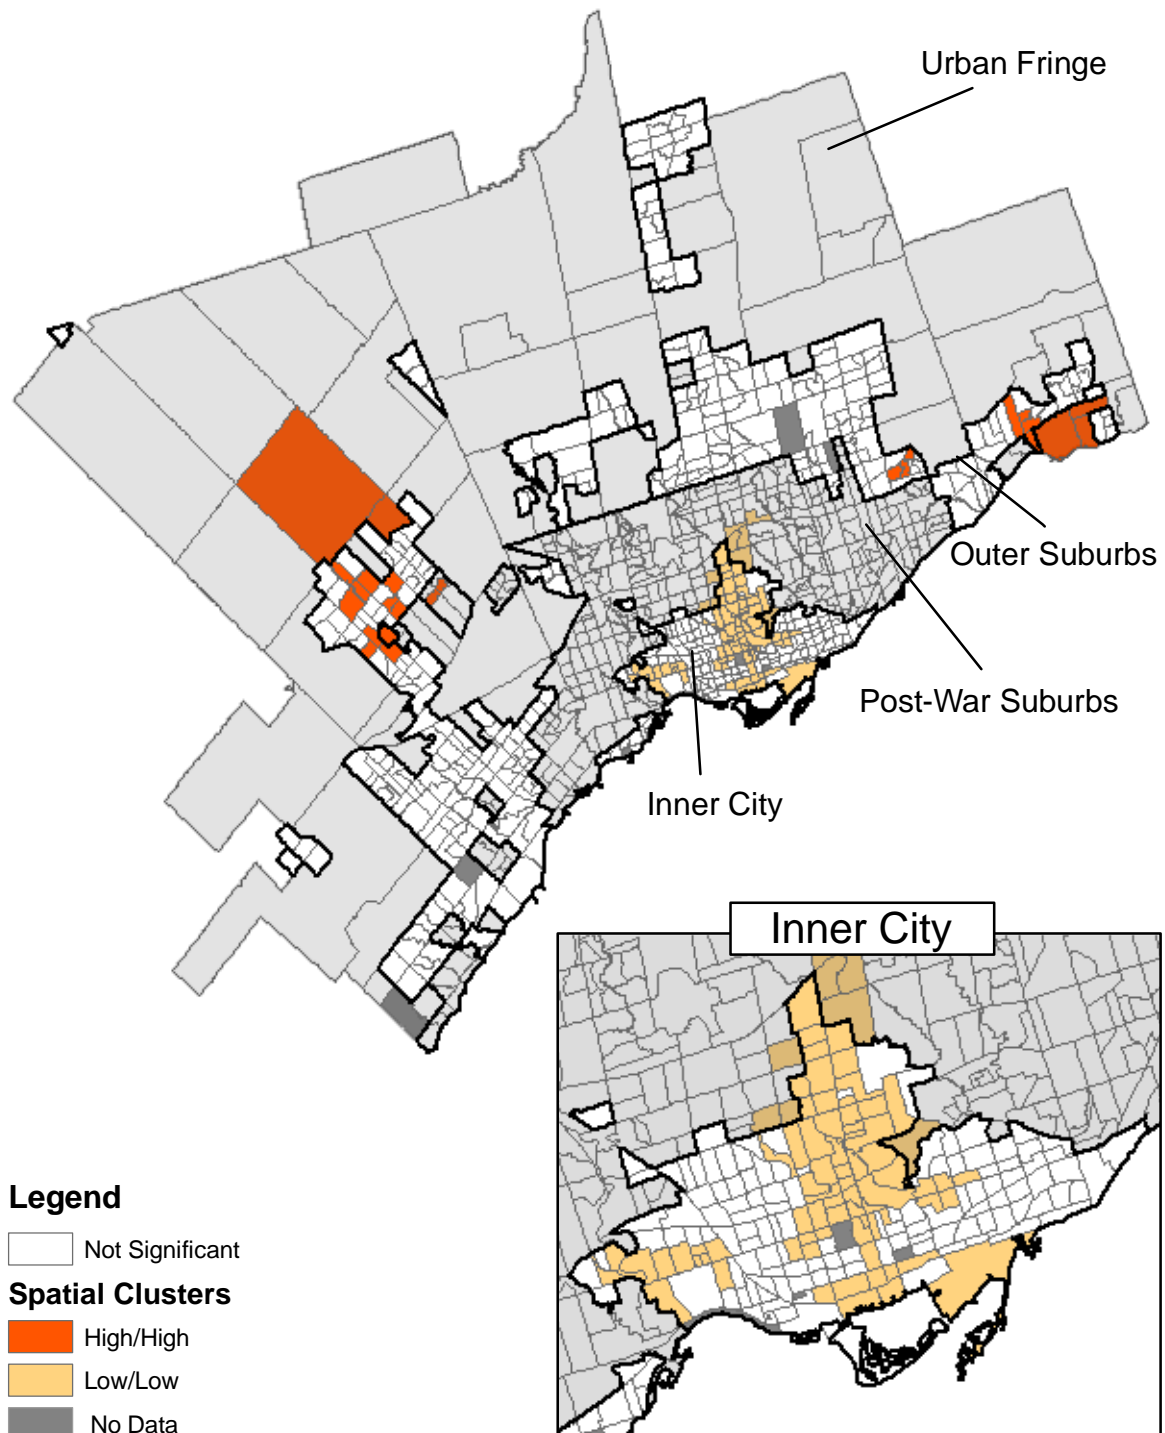 Urban Fringe
Outer Suburbs
Post-War Suburbs
Inner City
Inner City
Legend
Not Significant
Spatial Clusters
High/High
Low/Low
No Data